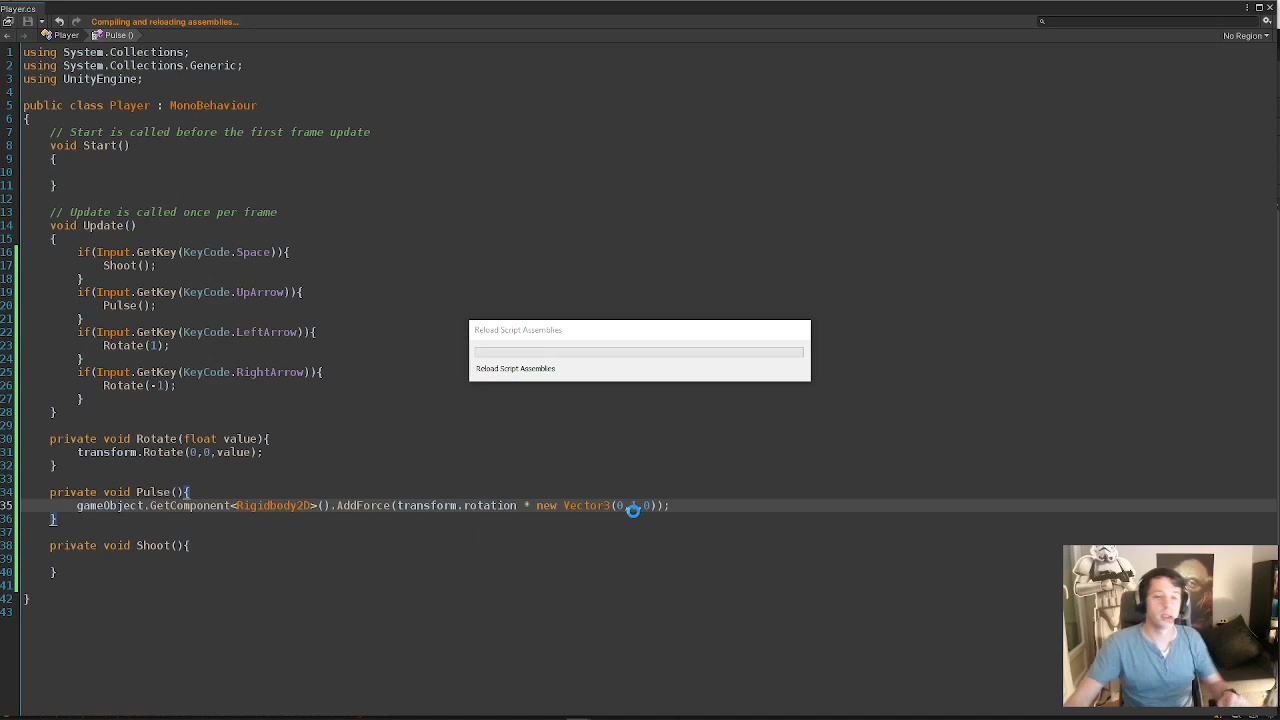 Player.cs
Compiling and reloading assemblies...
Player Pulse ()
No Region
1 using System.Collections;
2 using System.Collections.Generic;
3 using UnityEngine;
4
5 public class Player : MonoBehaviour
6 {
7 // Start is called before the first frame update
8 void Start()
9 {
10
11 }
12
13 // Update is called once per frame
14 void Update()
15 {
16 if(Input.GetKey(KeyCode.Space)){
17 Shoot();
18 }
19 if(Input.GetKey(KeyCode.UpArrow)){
20 Pulse();
21 }
22 if(Input.GetKey(KeyCode.LeftArrow)){
23 Rotate(1);
24 }
25 if(Input.GetKey(KeyCode.RightArrow)){
26 Rotate(-1);
27 }
28 }
29
30 private void Rotate(float value){
31 transform.Rotate(0,0,value);
32 }
33
34 private void Pulse(){
35 gameObject.GetComponent<Rigidbody2D>().AddForce(transform.rotation * new Vector3(0,1,0));
36 }
37
38 private void Shoot(){
39
40 }
41
42 }
43
Reload Script Assemblies
Reload Script Assemblies